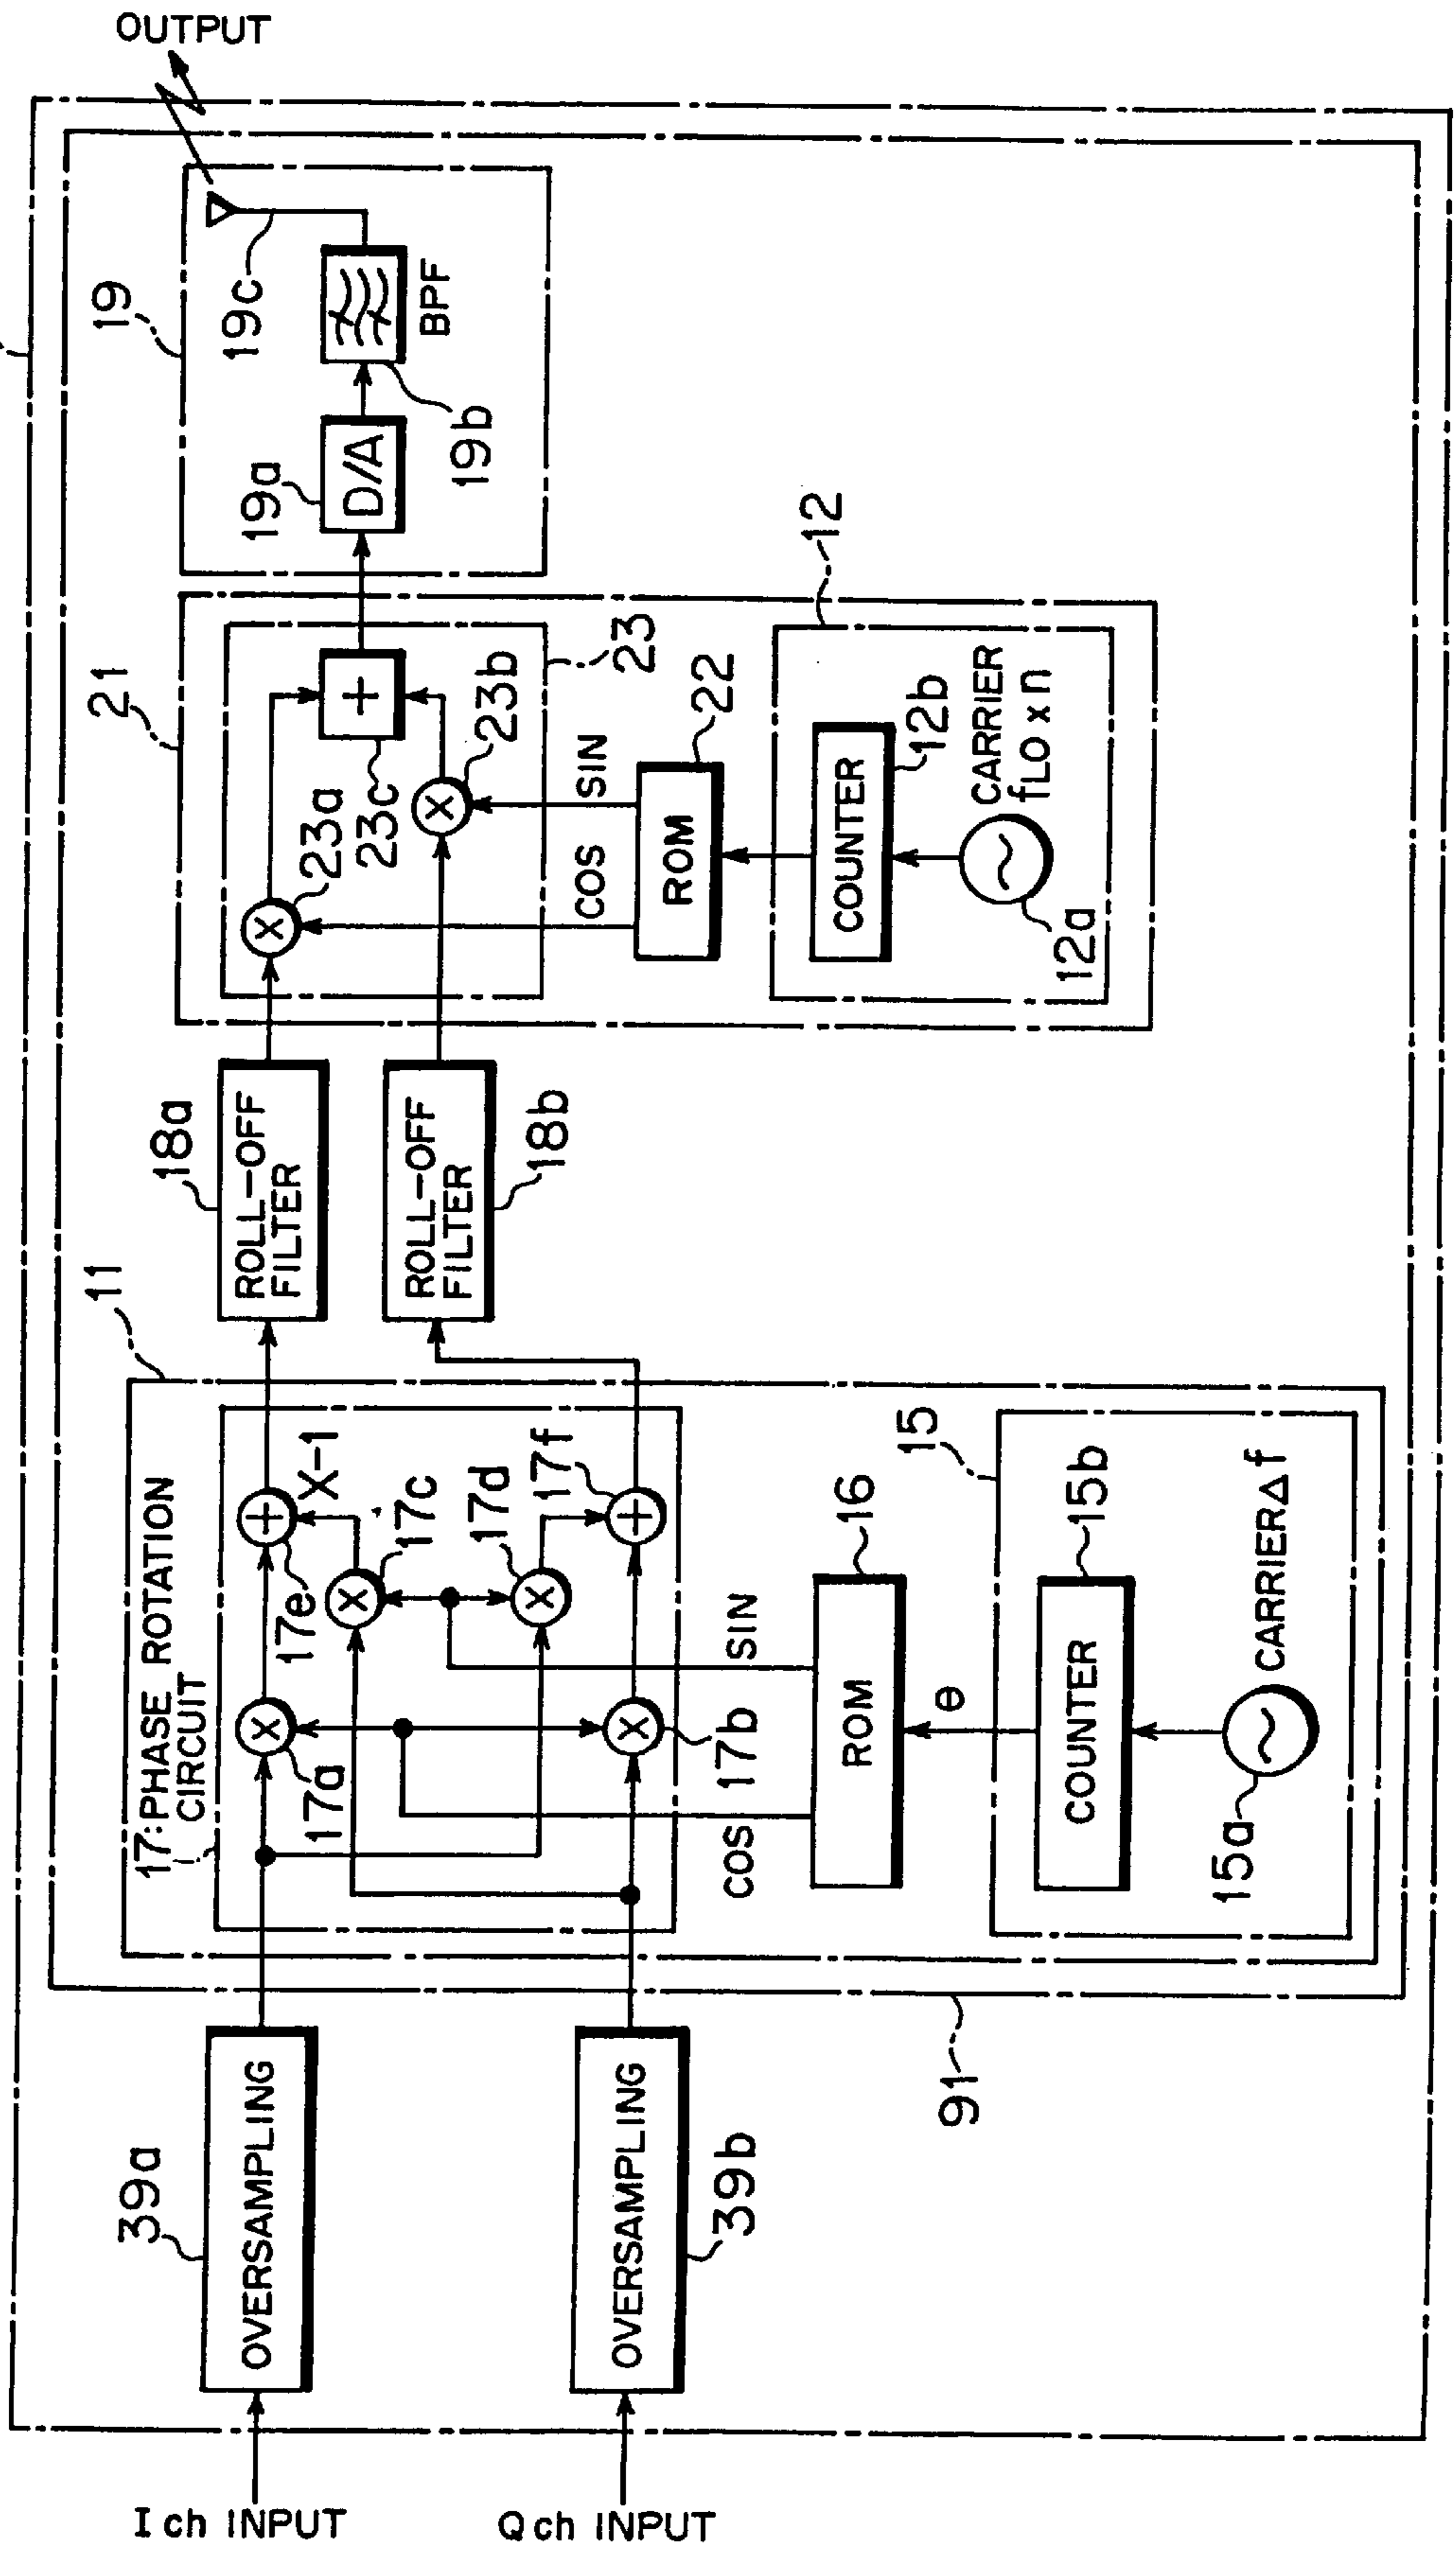 OUTPUT
19
19c
19a
D/A
19b
BPF
21
23a
23c
+
23b
23
COS
SIN
ROM
22
12
COUNTER
12b
CARRIER
fLO x n
12a
18a
ROLL-OFF
FILTER
ROLL-OFF
FILTER
18b
11
17:PHASE ROTATION
CIRCUIT
17a
17e
X-1
17c
17d
17f
17b
COS
SIN
ROM
16
θ
15
COUNTER
15b
15a
CARRIERΔf
91
39a
OVERSAMPLING
OVERSAMPLING
39b
I ch INPUT
Q ch INPUT